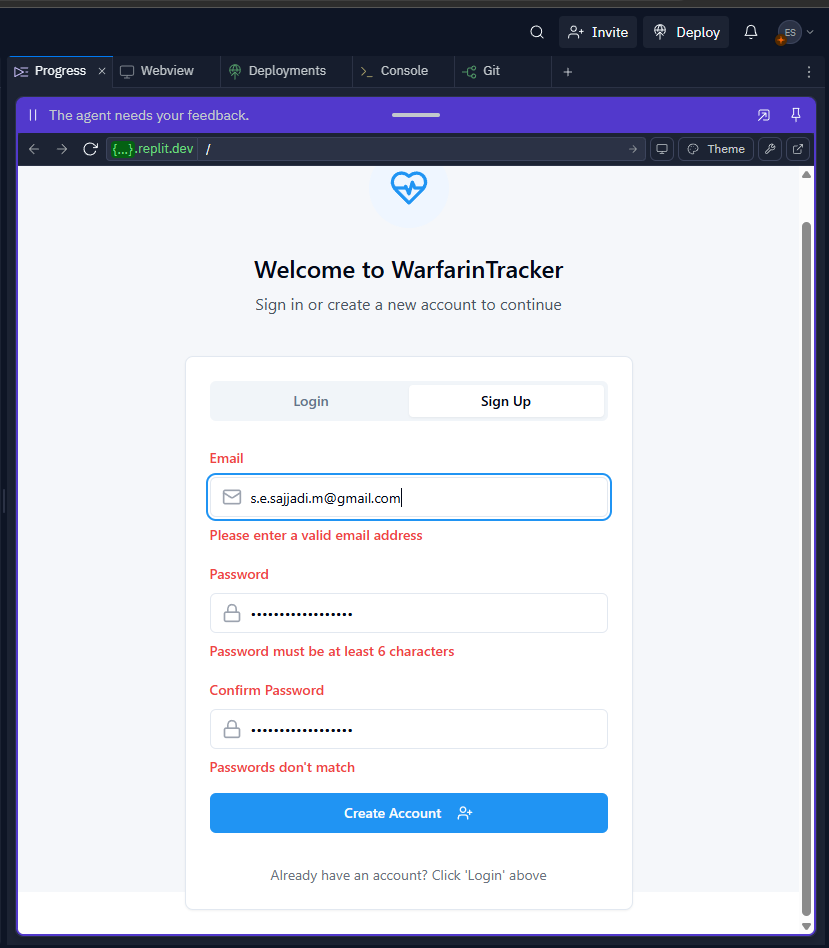 Invite
Deploy
ES
Progress
Webview
Deployments
Console
Git
The agent needs your feedback.
{...}.replit.dev /
Theme
Welcome to WarfarinTracker
Sign in or create a new account to continue
Login
Sign Up
Email
s.e.sajjadi.m@gmail.com
Please enter a valid email address
Password
••••••••••••••••••
Password must be at least 6 characters
Confirm Password
••••••••••••••••••
Passwords don't match
Create Account
Already have an account? Click 'Login' above